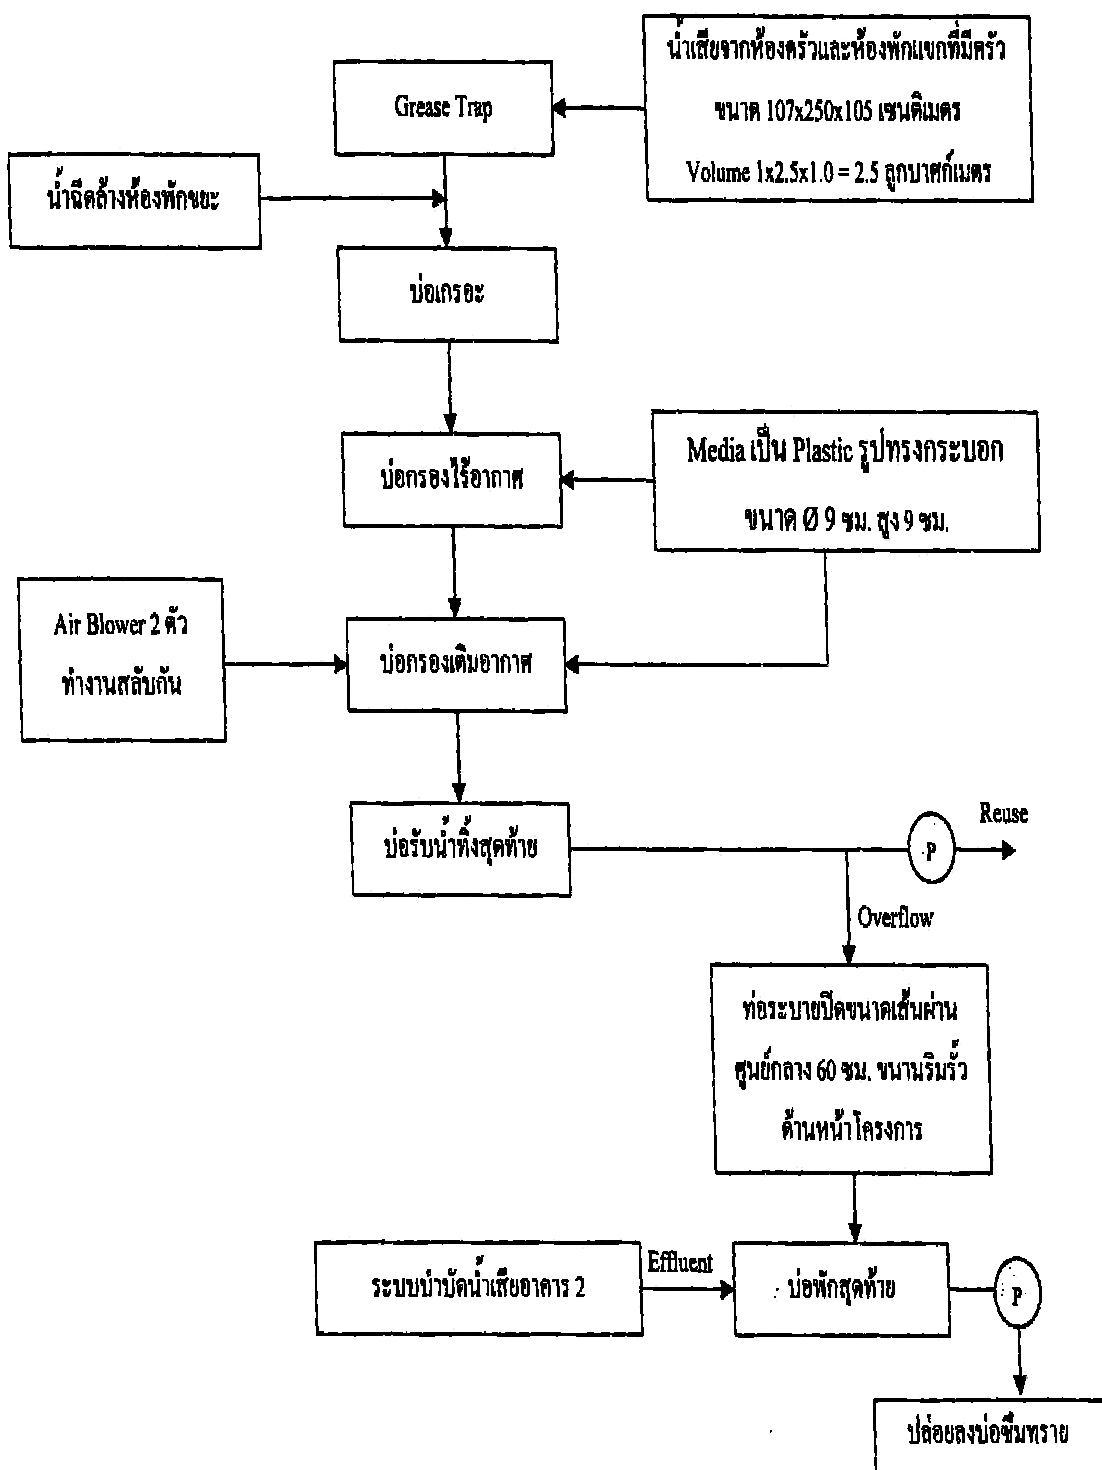 น้ำเสียจากห้องครัวและห้องพักแขกที่มีครัว
ขนาด 107x250x105 เซนติเมตร
Volume 1x2.5x1.0 = 2.5 ลูกบาศก์เมตร
Grease Trap
น้ำฉีดล้างห้องพักขยะ
บ่อเกรอะ
Media เป็น Plastic รูปทรงกระบอก
ขนาด Ø 9 ซม. สูง 9 ซม.
บ่อกรองไร้อากาศ
Air Blower 2 ตัว
ทำงานสลับกัน
บ่อกรองเติมอากาศ
บ่อรับน้ำทิ้งสุดท้าย
P
Reuse
Overflow
ท่อระบายปิดขนาดเส้นผ่าน
ศูนย์กลาง 60 ซม. ขนานริมรั้ว
ด้านหน้าโครงการ
ระบบบำบัดน้ำเสียอาคาร 2
Effluent
บ่อพักสุดท้าย
P
ปล่อยลงบ่อซึมทราย